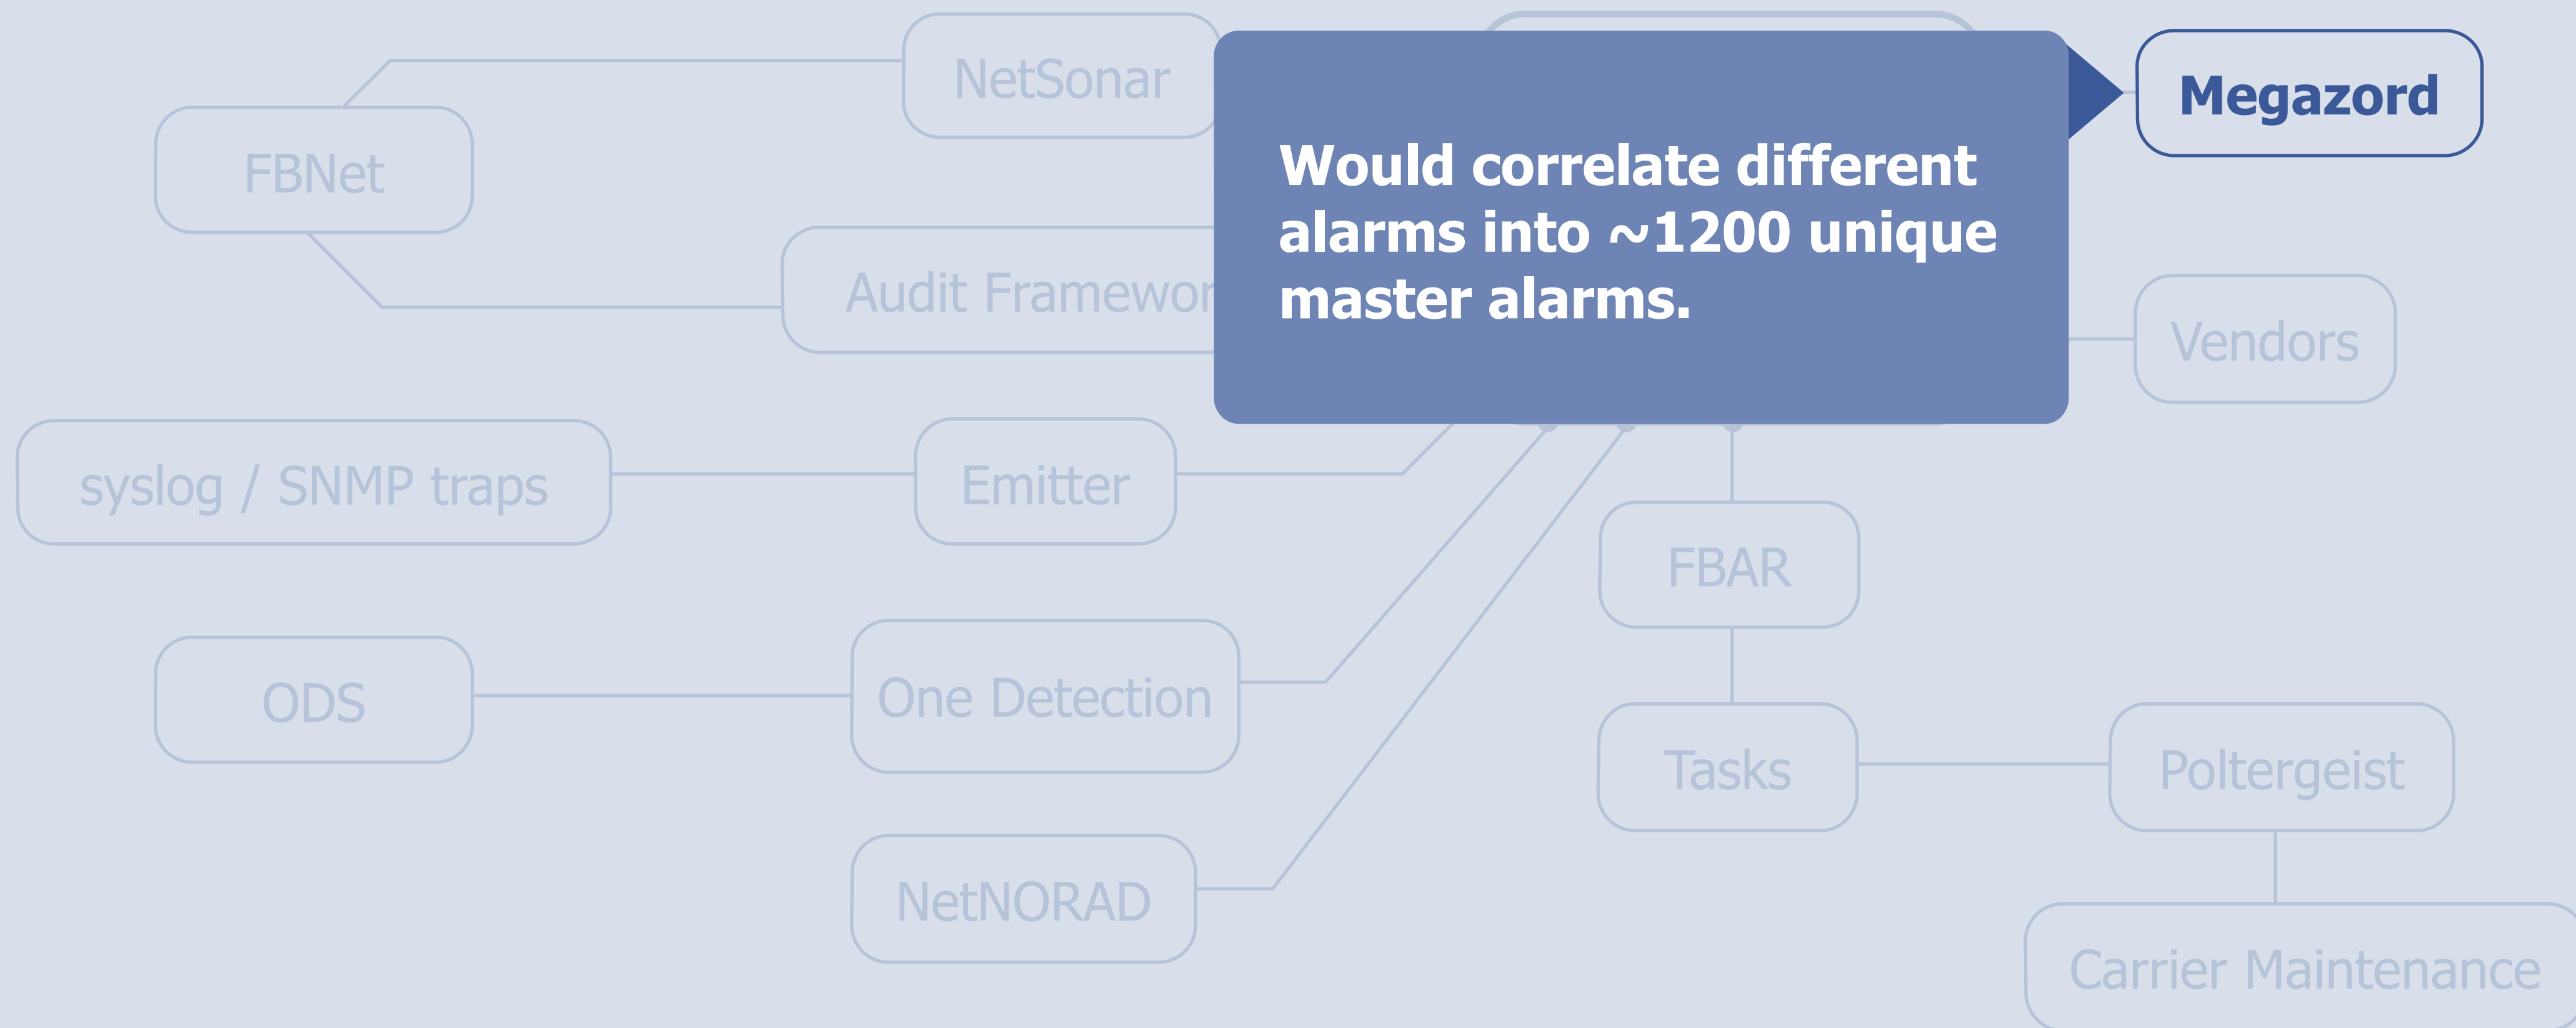 NetSonar
Megazord
FBNet
Would correlate different
alarms into ~1200 unique
master alarms.
Audit Framewor
Vendors
syslog / SNMP traps
Emitter
FBAR
ODS
One Detection
Tasks
Poltergeist
NetNORAD
Carrier Maintenance